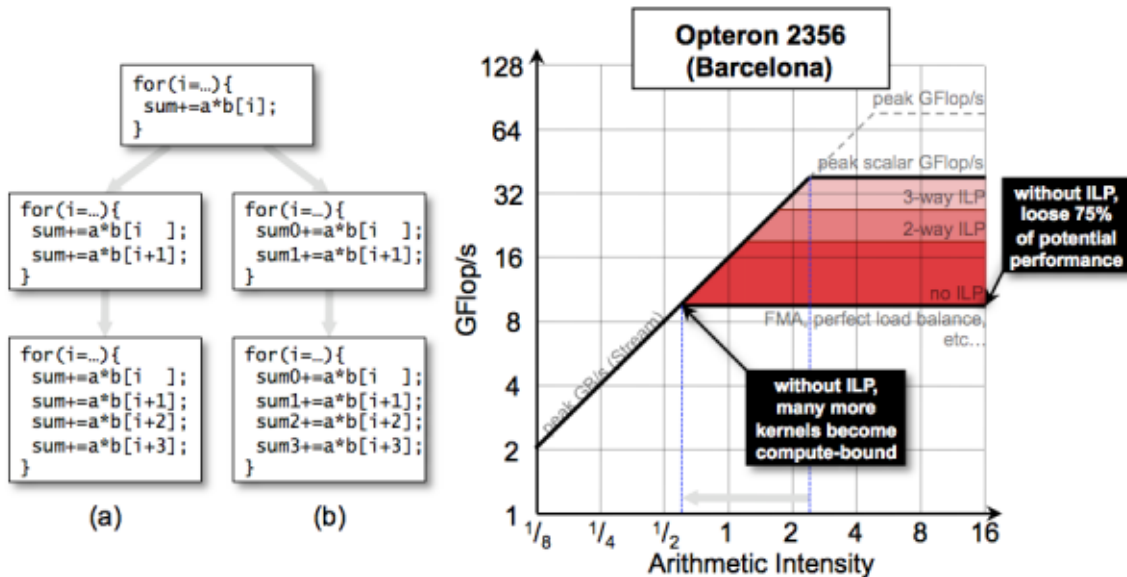 for(i=…){
sum+=a*b[i];
}
for(i=…){
sum+=a*b[i  ];
sum+=a*b[i+1];
}
for(i=…){
sum0+=a*b[i  ];
sum1+=a*b[i+1];
}
for(i=…){
sum+=a*b[i  ];
sum+=a*b[i+1];
sum+=a*b[i+2];
sum+=a*b[i+3];
}
for(i=…){
sum0+=a*b[i  ];
sum1+=a*b[i+1];
sum2+=a*b[i+2];
sum3+=a*b[i+3];
}
(a)
(b)
Opteron 2356
(Barcelona)
GFlop/s
128
64
32
16
8
4
2
1
peak GFlop/s
peak scalar GFlop/s
3-way ILP
2-way ILP
no ILP
FMA, perfect load balance,
etc…
peak GB/s (Stream)
without ILP,
loose 75%
of potential
performance
without ILP,
many more
kernels become
compute-bound
1/8
1/4
1/2
1
2
4
8
16
Arithmetic Intensity